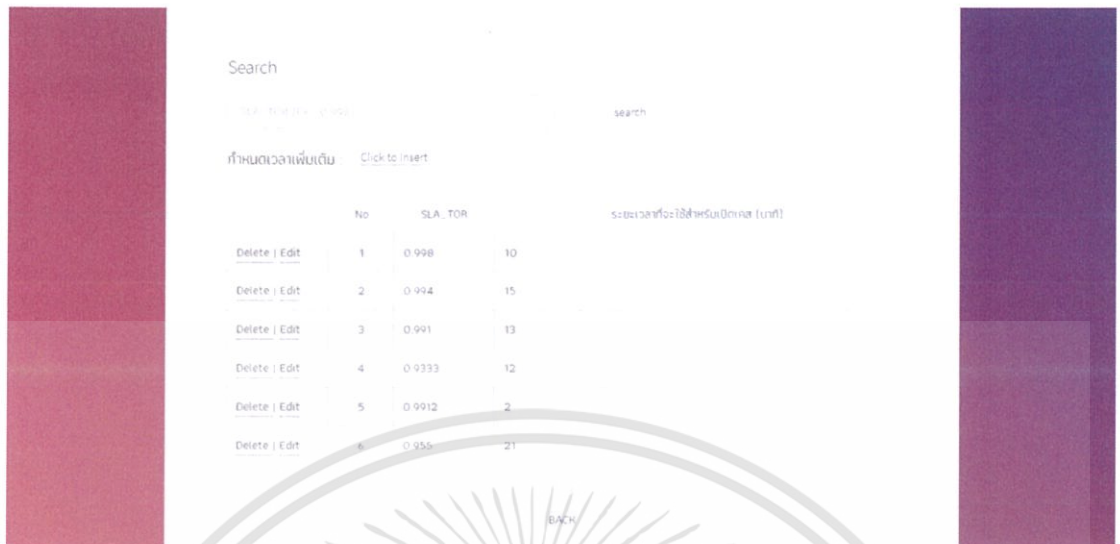 Search
search
กำหนดเวลาเพิ่มเติม Click to Insert
No SLA_TOR ระยะเวลาที่จะใช้สำหรับเปิดเคส (นาที)
Delete | Edit 1 0.998 10
Delete | Edit 2 0.994 15
Delete | Edit 3 0.991 13
Delete | Edit 4 0.9333 12
Delete | Edit 5 0.9912 2
Delete | Edit 6 0.955 21
BACK